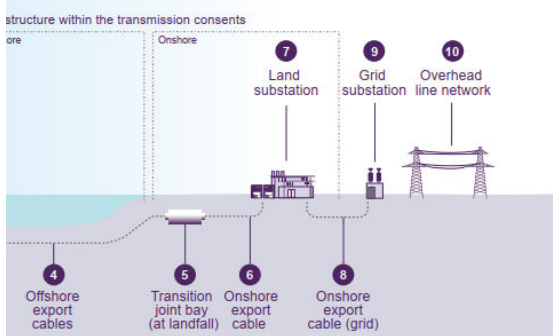 structure within the transmission consents
ore
Onshore
7
Land
substation
9
Grid
substation
10
Overhead
line network
4
Offshore
export
cables
5
Transition
joint bay
(at landfall)
6
Onshore
export
cable
8
Onshore
export
cable (grid)